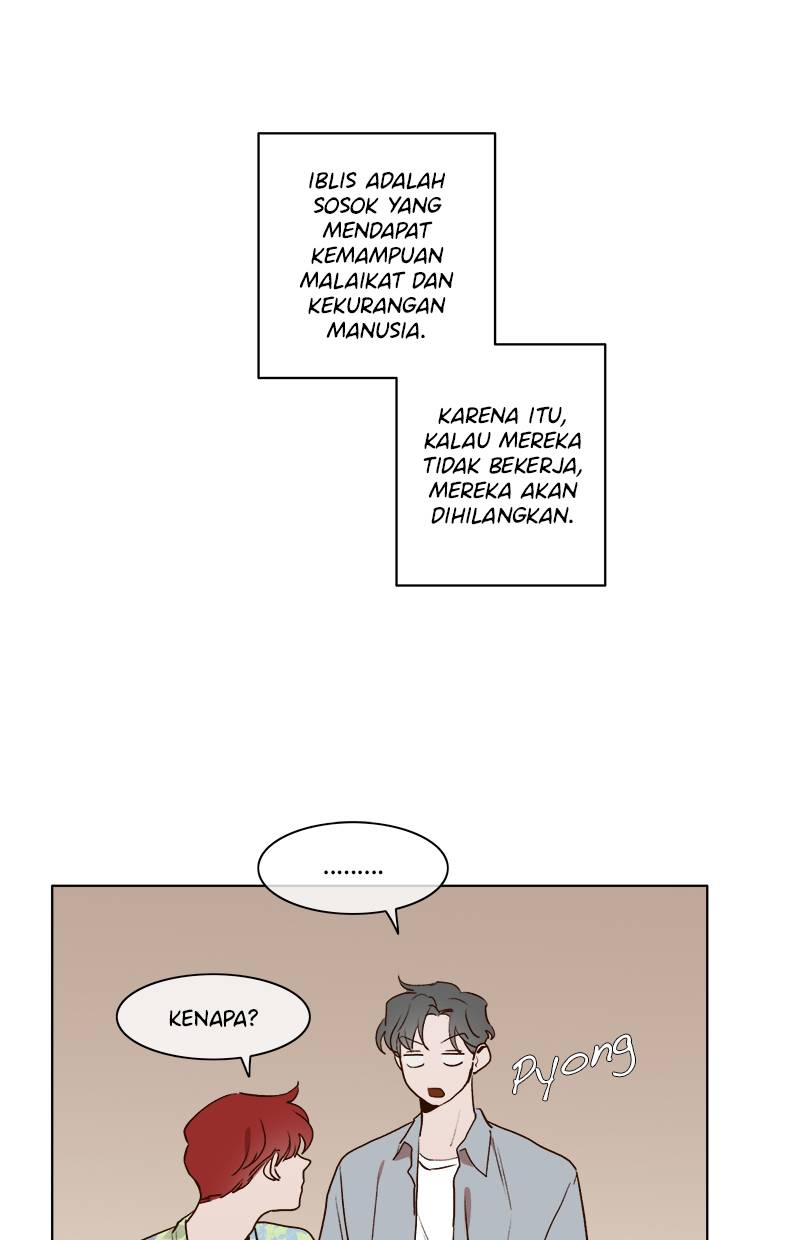 IBLIS ADALAH
SOSOK YANG
MENDAPAT
KEMAMPUAN
MALAIKAT DAN
KEKURANGAN
MANUSIA.
KARENA ITU,
KALAU MEREKA
TIDAK BEKERJA,
MEREKA AKAN
DIHILANGKAN.
.........
KENAPA?
Pyong